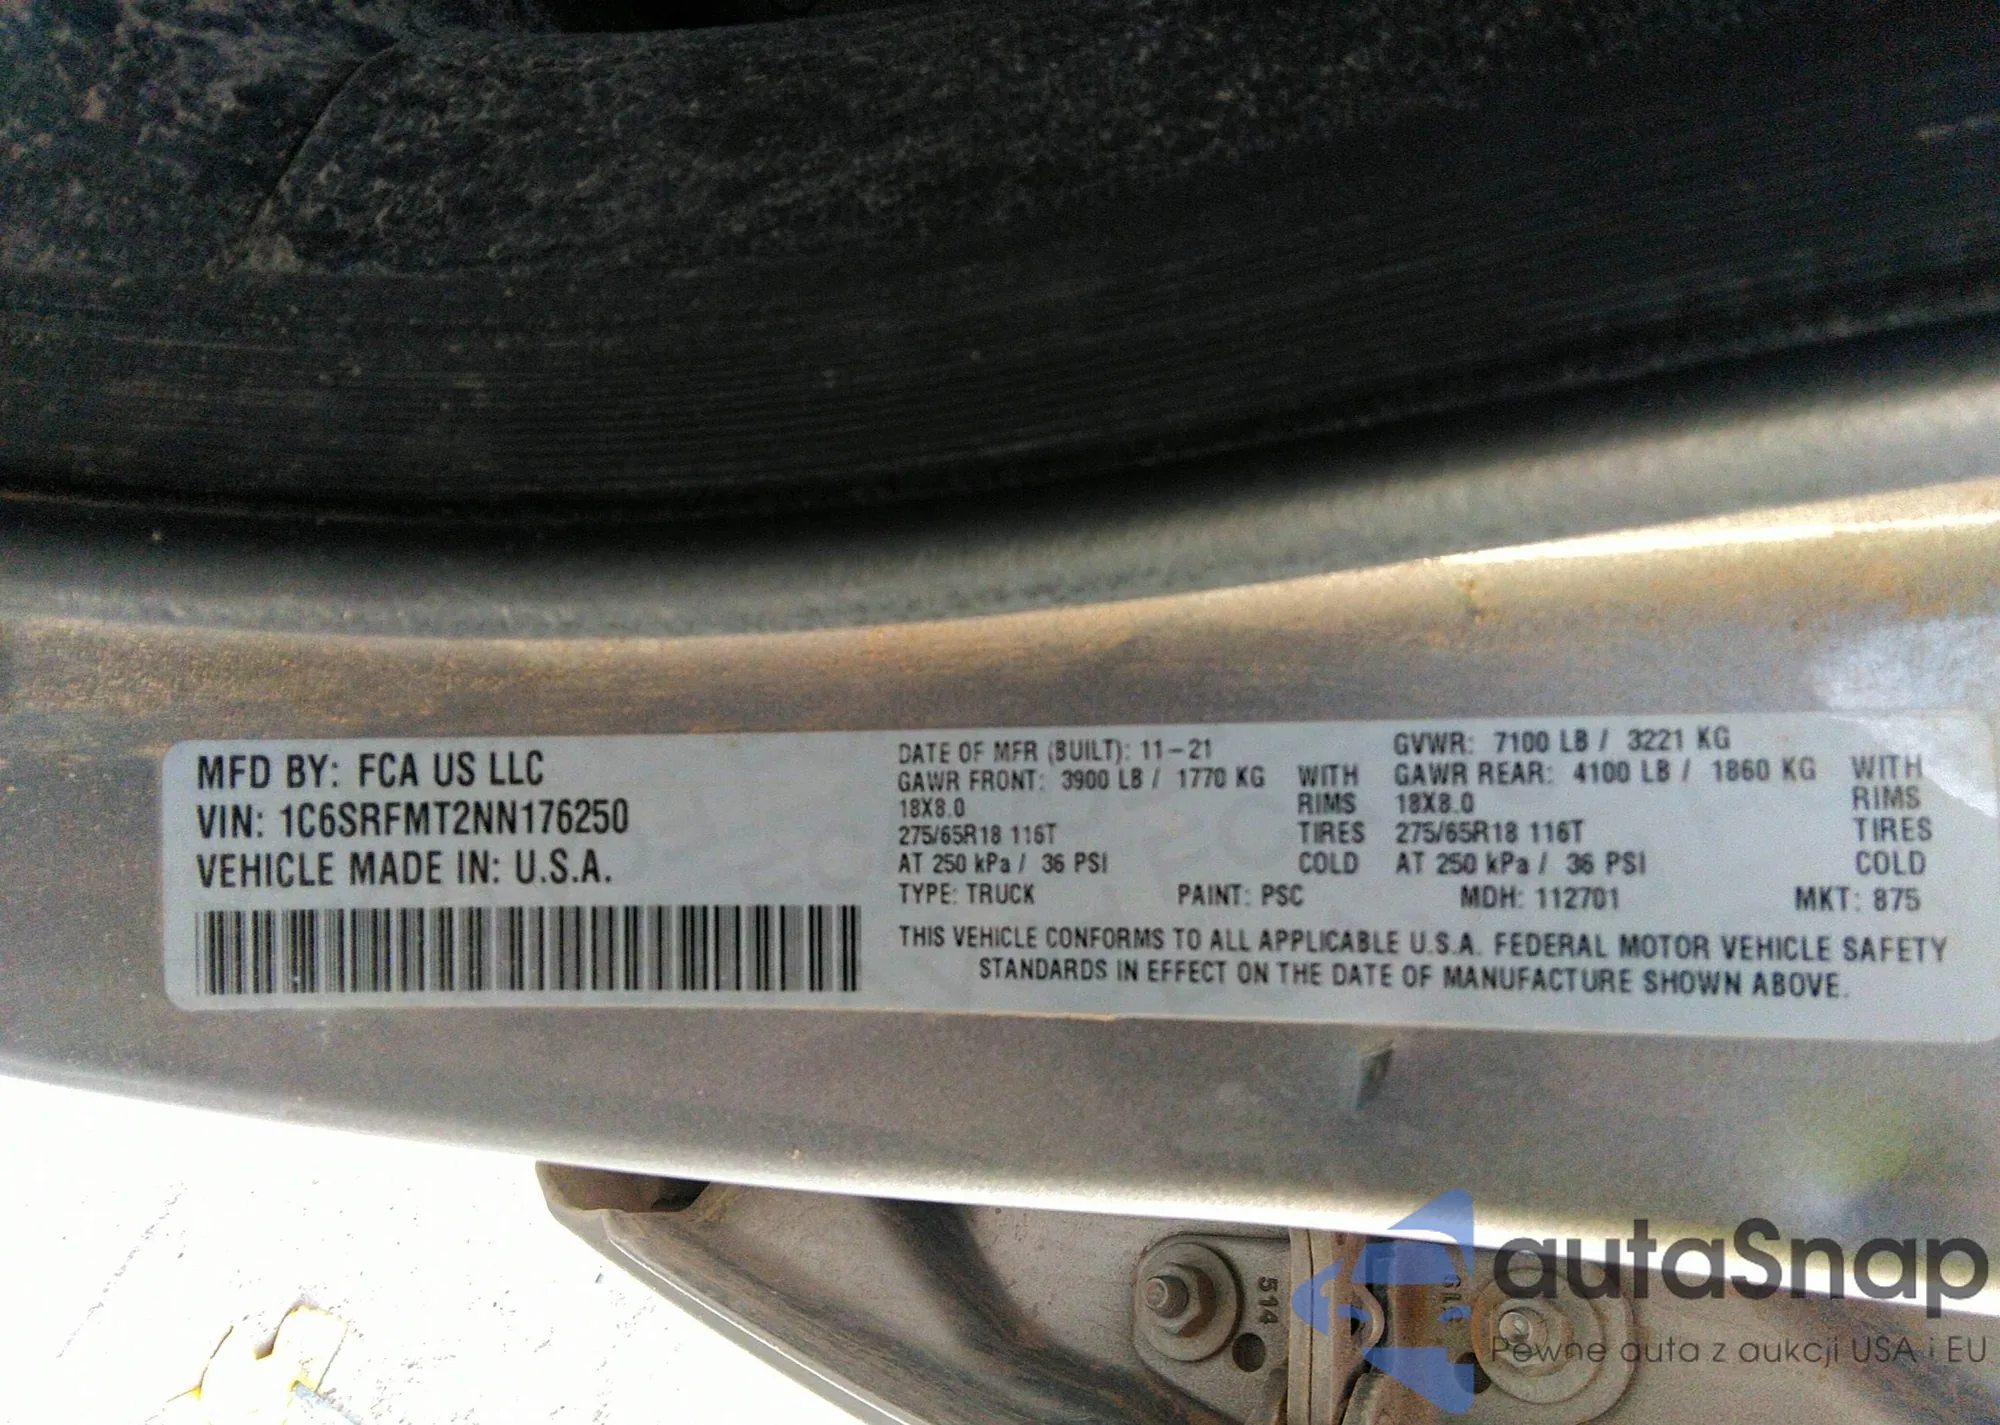 MFD BY: FCA US LLC
VIN: 1C6SRFMT2NN176250
VEHICLE MADE IN: U.S.A.
DATE OF MFR (BUILT): 11-21 GVWR: 7100 LB / 3221 KG
GAWR FRONT: 3900 LB / 1770 KG WITH GAWR REAR: 4100 LB / 1860 KG WITH
18X8.0 RIMS 18X8.0 RIMS
275/65R18 116T TIRES 275/65R18 116T TIRES
AT 250 kPa / 36 PSI COLD AT 250 kPa / 36 PSI COLD
TYPE: TRUCK PAINT: PSC MDH: 112701 MKT: 875
THIS VEHICLE CONFORMS TO ALL APPLICABLE U.S.A. FEDERAL MOTOR VEHICLE SAFETY
STANDARDS IN EFFECT ON THE DATE OF MANUFACTURE SHOWN ABOVE.
514
autaSnap
Pewne auta z aukcji USA i EU